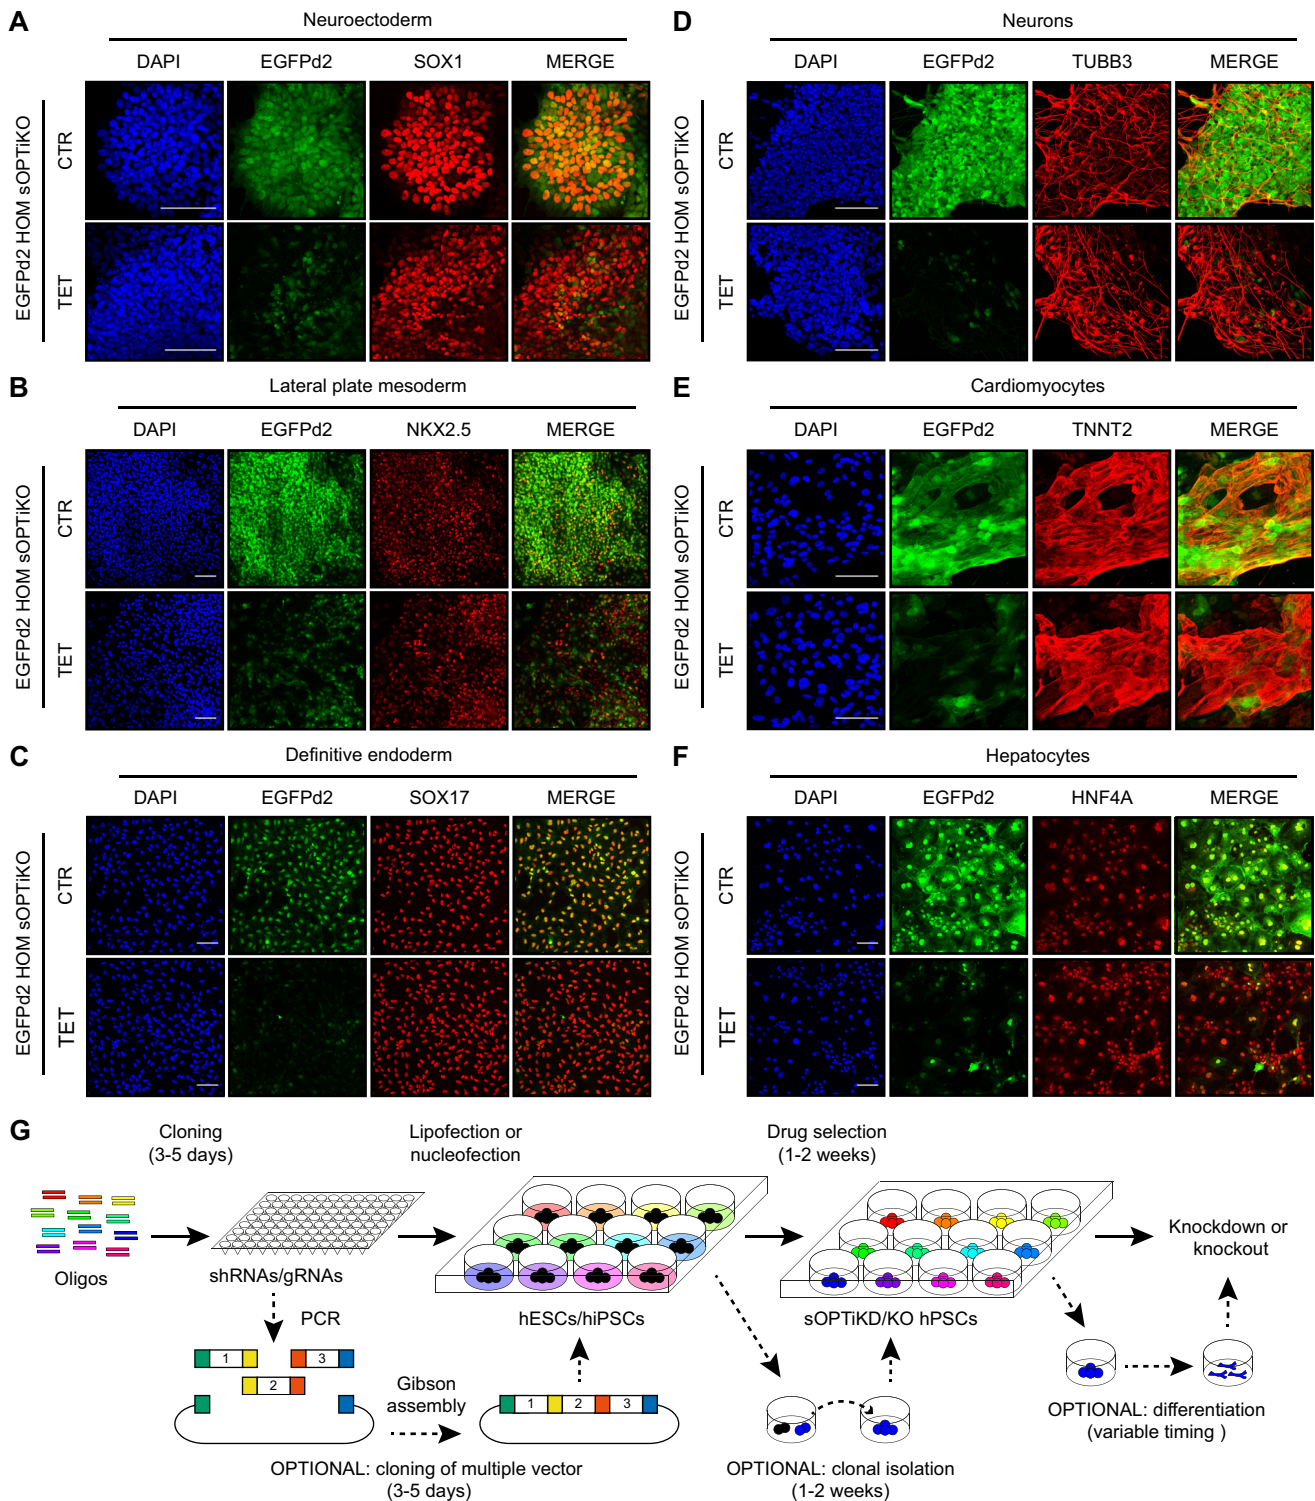 A
Neuroectoderm
DAPI EGFPd2 SOX1 MERGE
EGFPd2 HOM sOPTiKO
CTR
TET
B
Lateral plate mesoderm
DAPI EGFPd2 NKX2.5 MERGE
EGFPd2 HOM sOPTiKO
CTR
TET
C
Definitive endoderm
DAPI EGFPd2 SOX17 MERGE
EGFPd2 HOM sOPTiKO
CTR
TET
D
Neurons
DAPI EGFPd2 TUBB3 MERGE
EGFPd2 HOM sOPTiKO
CTR
TET
E
Cardiomyocytes
DAPI EGFPd2 TNNT2 MERGE
EGFPd2 HOM sOPTiKO
CTR
TET
F
Hepatocytes
DAPI EGFPd2 HNF4A MERGE
EGFPd2 HOM sOPTiKO
CTR
TET
G
Cloning
(3-5 days)
Lipofection or
nucleofection
Drug selection
(1-2 weeks)
Oligos
shRNAs/gRNAs
hESCs/hiPSCs
sOPTiKD/KO hPSCs
Knockdown or
knockout
PCR
1
3
2
Gibson
assembly
1 2 3
OPTIONAL: cloning of multiple vector
(3-5 days)
OPTIONAL: clonal isolation
(1-2 weeks)
OPTIONAL: differentiation
(variable timing )